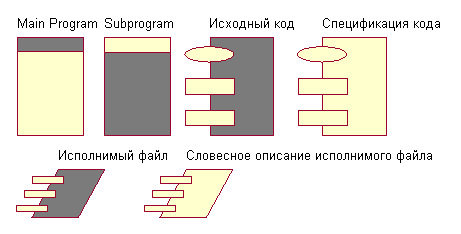 Main Program Subprogram Исходный код Спецификация кода
Исполнимый файл Словесное описание исполнимого файла